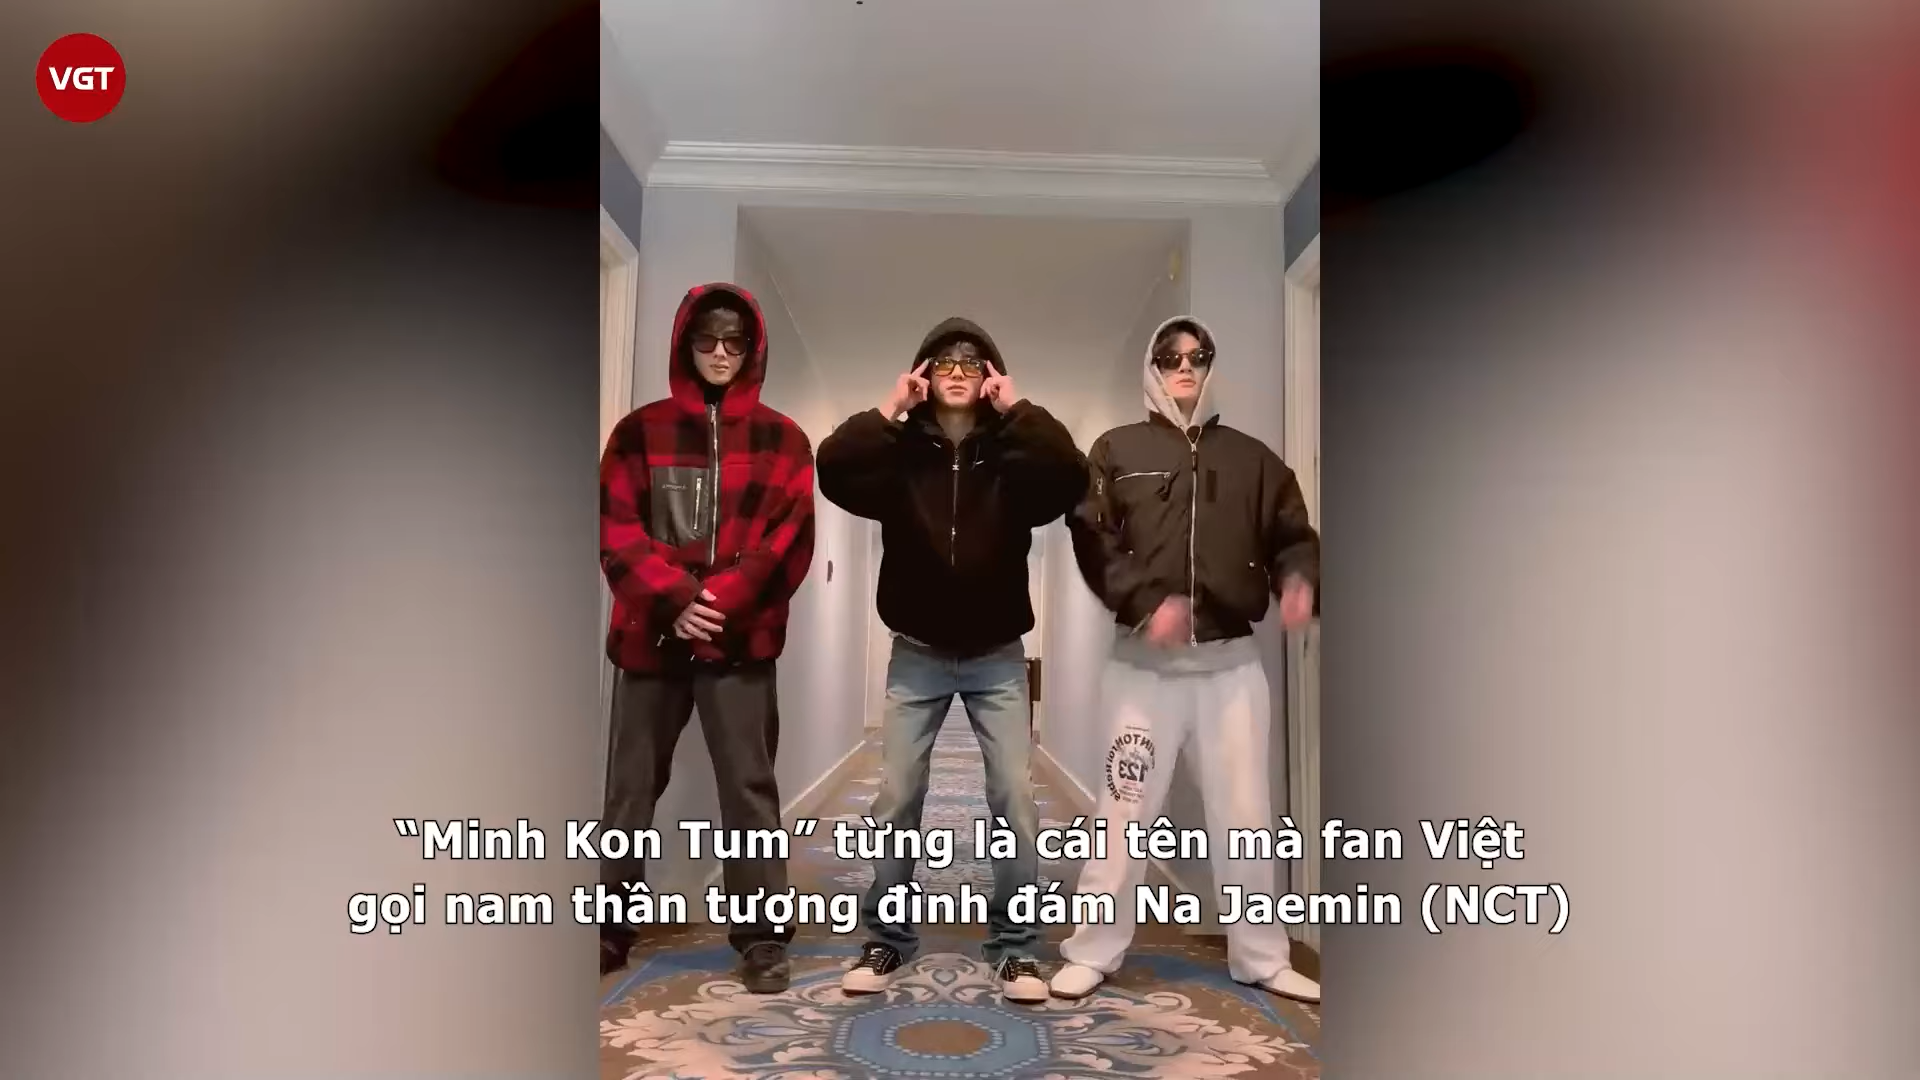 VGT
“Minh Kon Tum” từng là cái tên mà fan Việt
gọi nam thần tượng đình đám Na Jaemin (NCT)
123